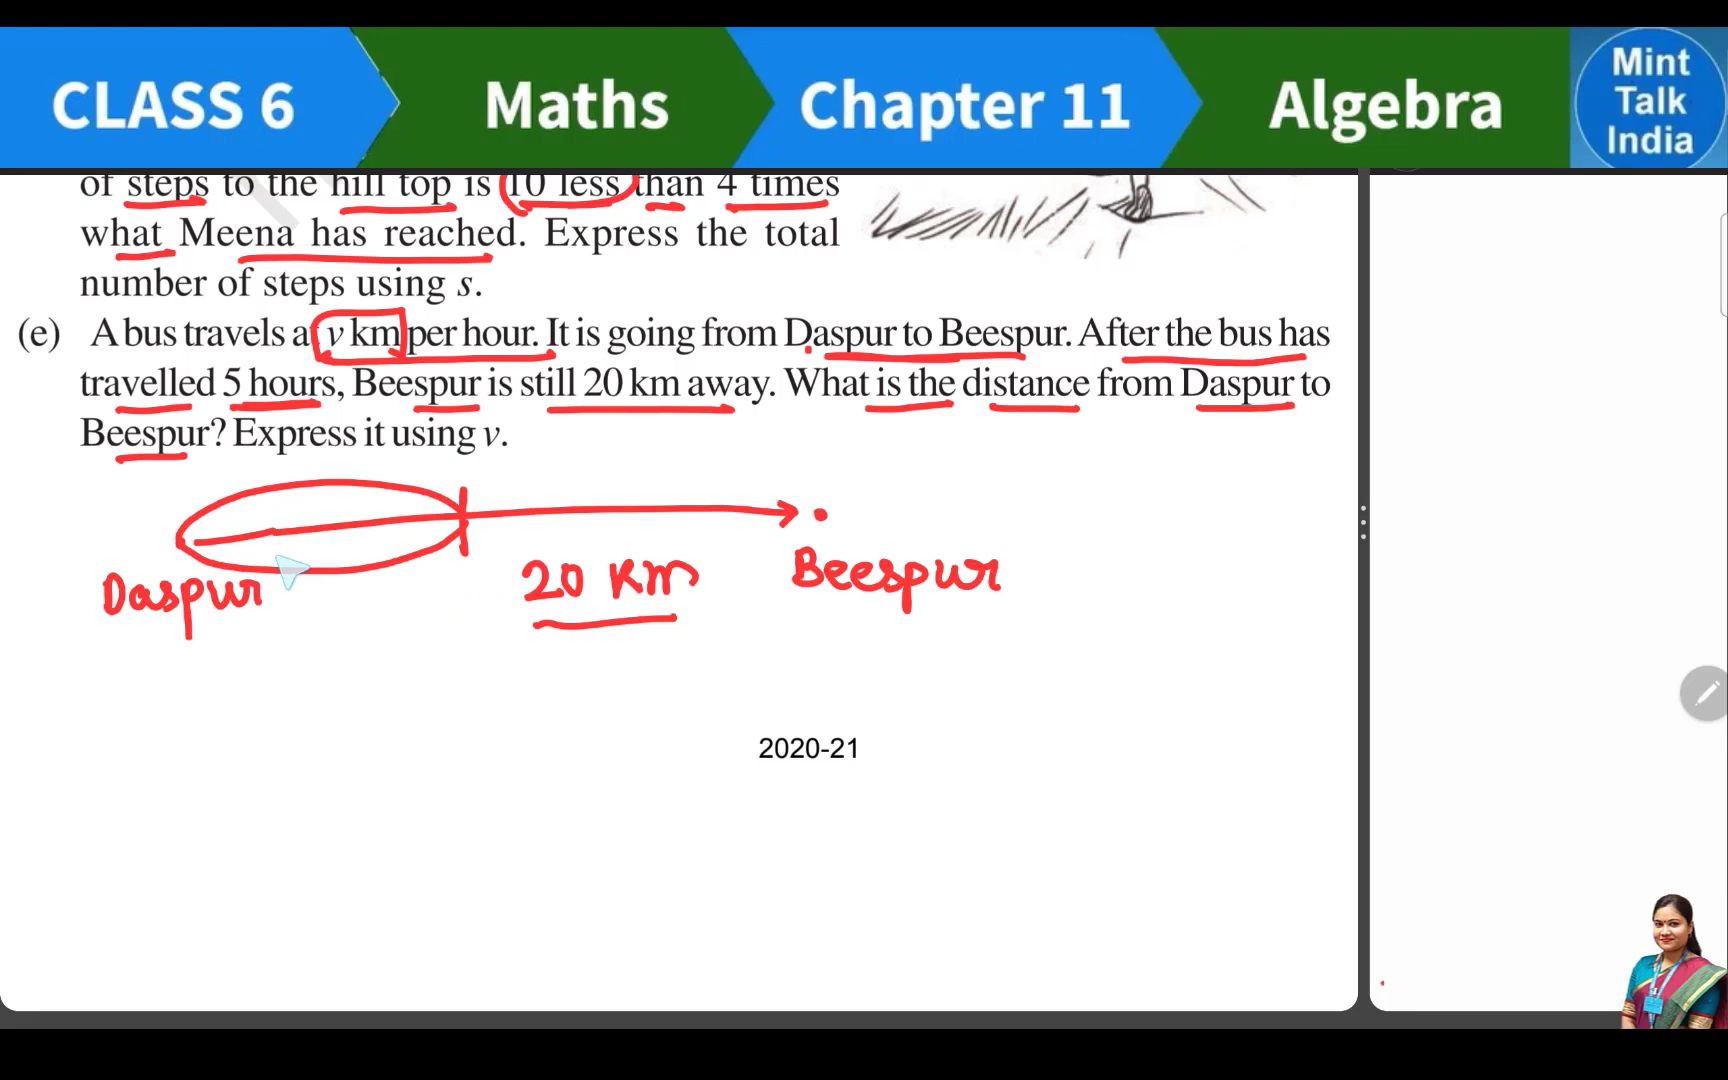 CLASS 6 Maths Chapter 11 Algebra
Mint
Talk
India
of steps to the hill top is 10 less than 4 times
what Meena has reached. Express the total
number of steps using s.
(e) A bus travels at v km per hour. It is going from Daspur to Beespur. After the bus has
travelled 5 hours, Beespur is still 20 km away. What is the distance from Daspur to
Beespur? Express it using v.
Daspur 20 Km Beespur
2020-21